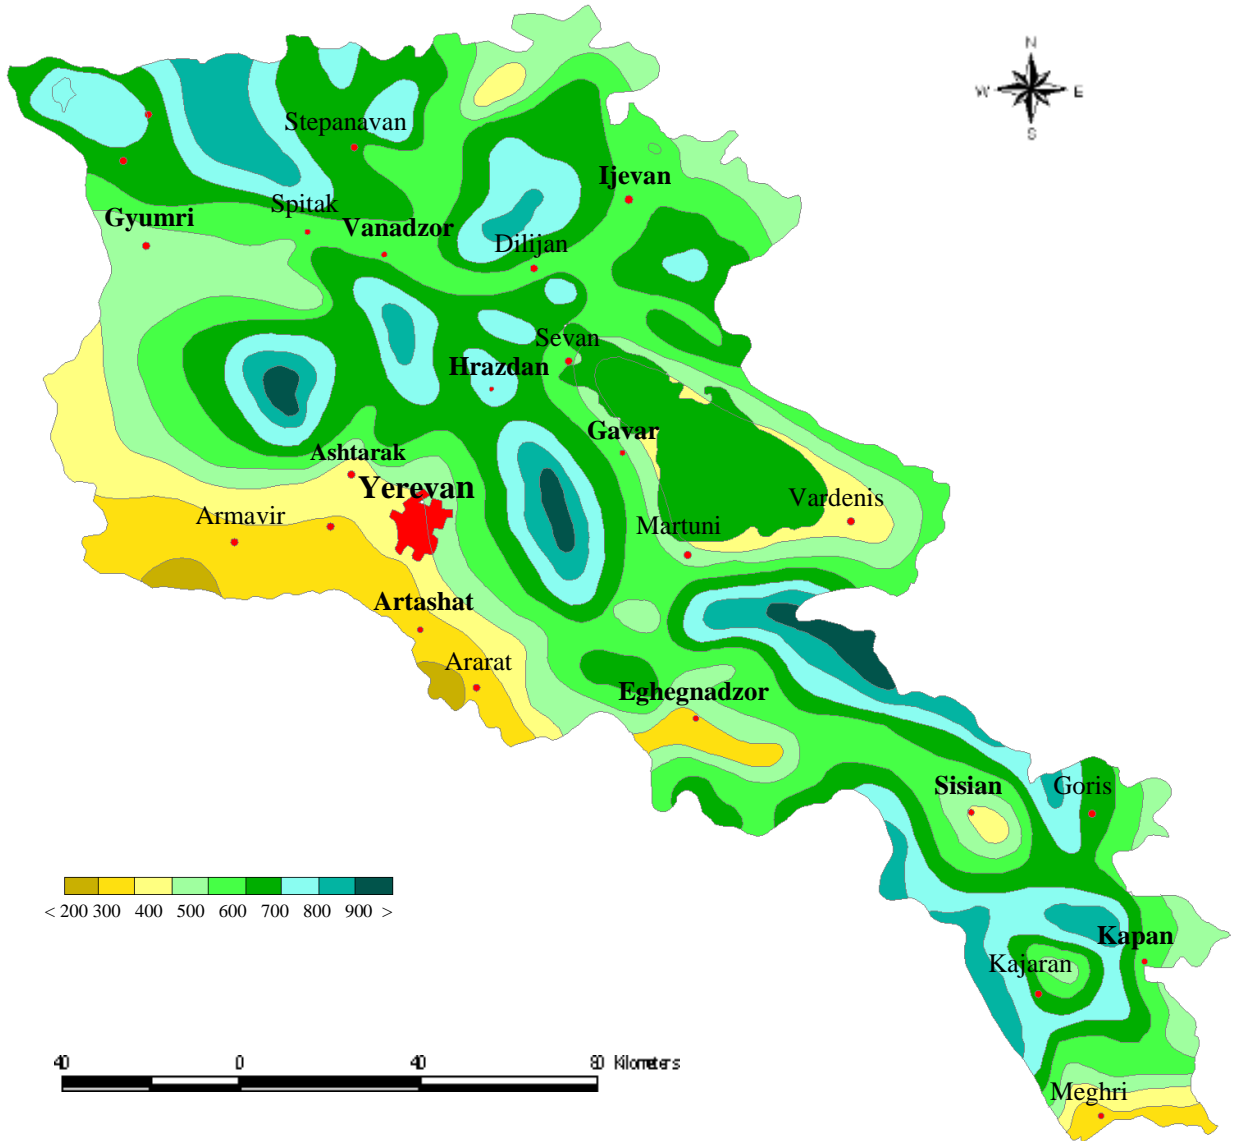 N
W E
S
Stepanavan
Ijevan
Spitak
Gyumri
Vanadzor
Dilijan
Sevan
Hrazdan
Gavar
Ashtarak
Yerevan
Vardenis
Armavir
Martuni
Artashat
Ararat
Eghegnadzor
Sisian
Goris
< 200 300 400 500 600 700 800 900 >
Kapan
Kajaran
40 0 40 80 Kilometers
Meghri